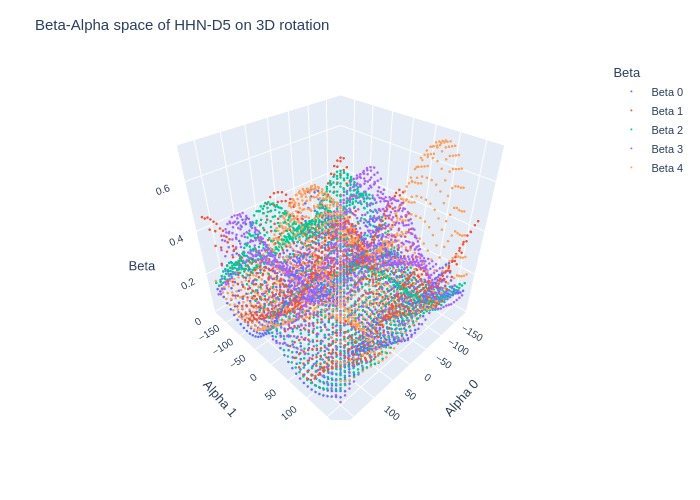 Beta-Alpha space of HHN-D5 on 3D rotation
Beta
Beta 0
Beta 1
Beta 2
Beta 3
Beta 4
0.6
0.4
0.2
0
Beta
−150
−100
−50
0
50
100
Alpha 1
−150
−100
−50
0
50
100
Alpha 0